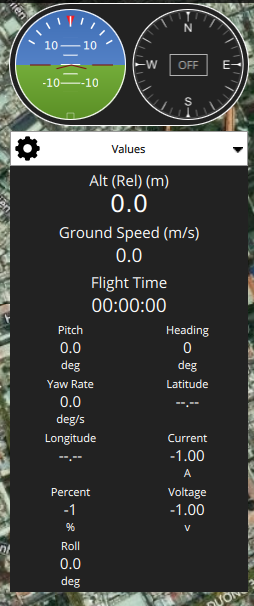 10 10
-10 -10
N
W OFF E
S
Values
Alt (Rel) (m)
0.0
Ground Speed (m/s)
0.0
Flight Time
00:00:00
Pitch Heading
0.0 0
deg deg
Yaw Rate Latitude
0.0 --.--
deg/s
Longitude Current
--.-- -1.00
A
Percent Voltage
-1 -1.00
% v
Roll
0.0
deg